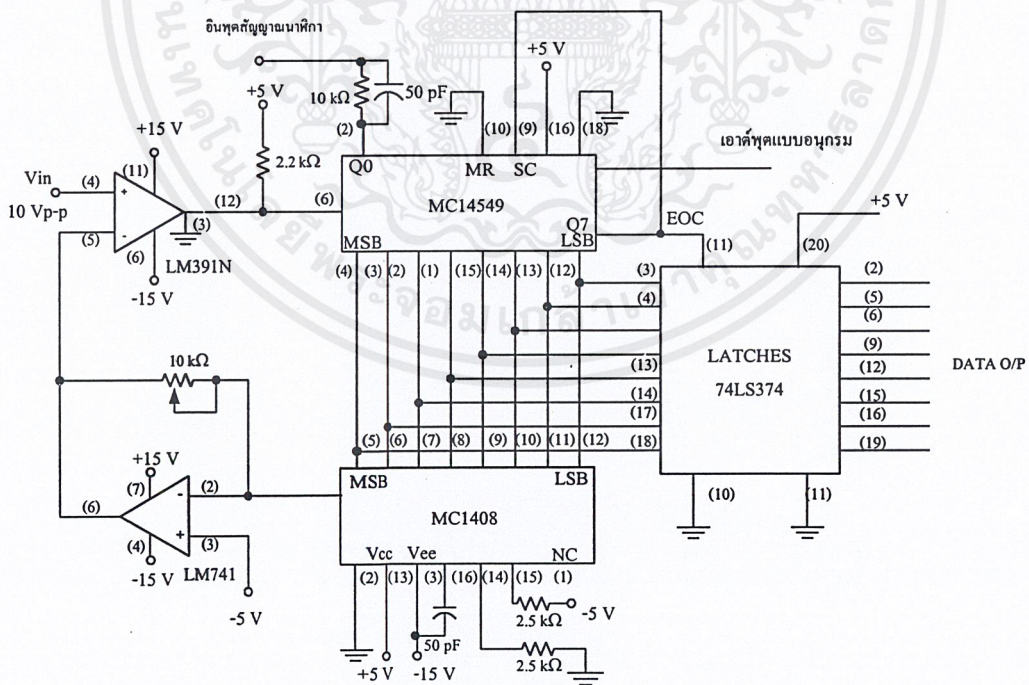 อินพุตสัญญาณนาฬิกา
+5 V
10 kΩ
50 pF
+5 V
(2)
(10)
(9)
(16)
(18)
+15 V
2.2 kΩ
เอาต์พุตแบบอนุกรม
Q0
MR
SC
Vin
(4)
+
(11)
(12)
(6)
MC14549
+5 V
10 Vp-p
(3)
Q7
EOC
(5)
-
(6)
MSB
LSB
(11)
(20)
LM391N
(4)
(3)
(2)
(1)
(15)
(14)
(13)
(12)
(3)
(2)
-15 V
(4)
(5)
(6)
LATCHES
(9)
10 kΩ
(13)
74LS374
(12)
DATA O/P
(14)
(15)
(17)
(16)
(5)
(6)
(7)
(8)
(9)
(10)
(11)
(12)
(18)
(19)
+15 V
MSB
LSB
(7)
-
(2)
(6)
MC1408
(10)
(11)
+
(3)
(4)
Vcc
Vee
NC
-15 V
LM741
(2)
(13)
(3)
(16)
(14)
(15)
(1)
-5 V
-5 V
2.5 kΩ
50 pF
+5 V
-15 V
2.5 kΩ